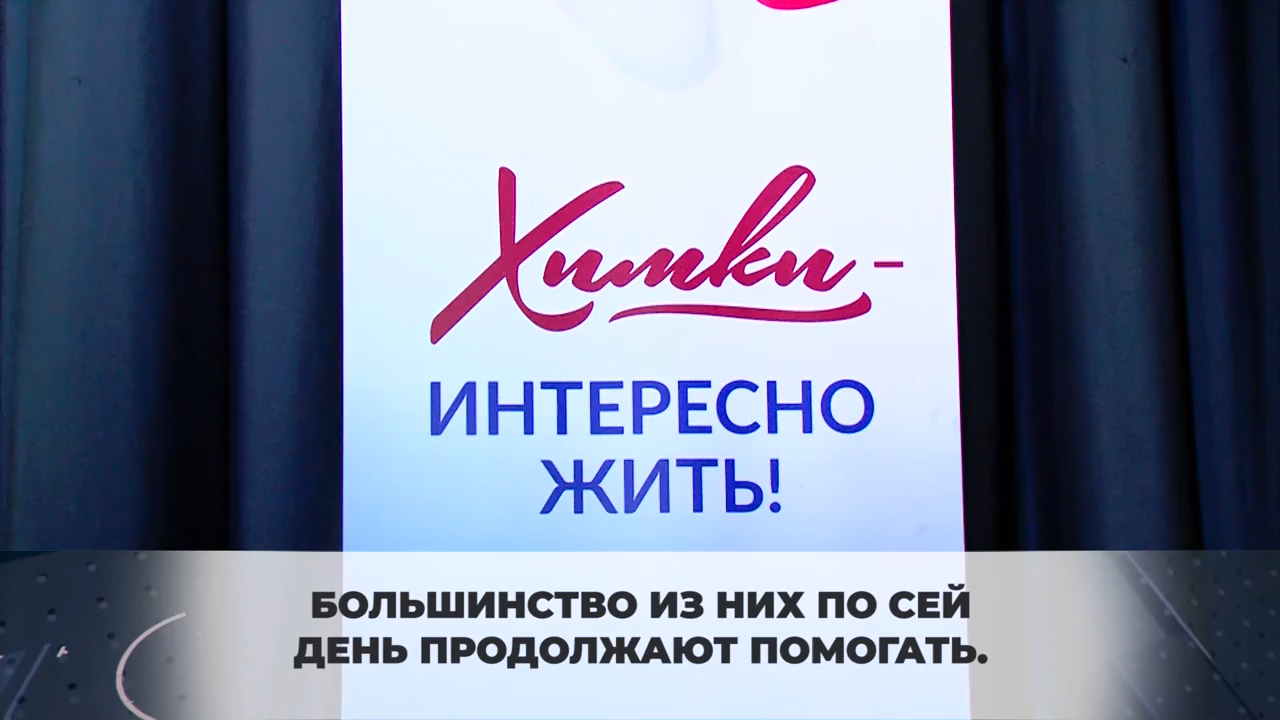 Химки –
ИНТЕРЕСНО
ЖИТЬ!
БОЛЬШИНСТВО ИЗ НИХ ПО СЕЙ
ДЕНЬ ПРОДОЛЖАЮТ ПОМОГАТЬ.